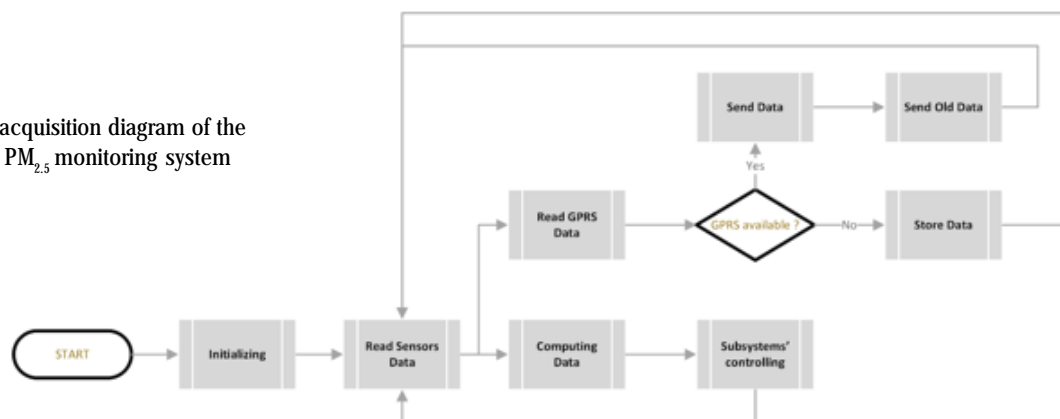 acquisition diagram of the
PM2.5 monitoring system
Send Data
Send Old Data
Yes
Read GPRS
Data
GPRS available ?
No
Store Data
START
Initializing
Read Sensors
Data
Computing
Data
Subsystems'
controlling